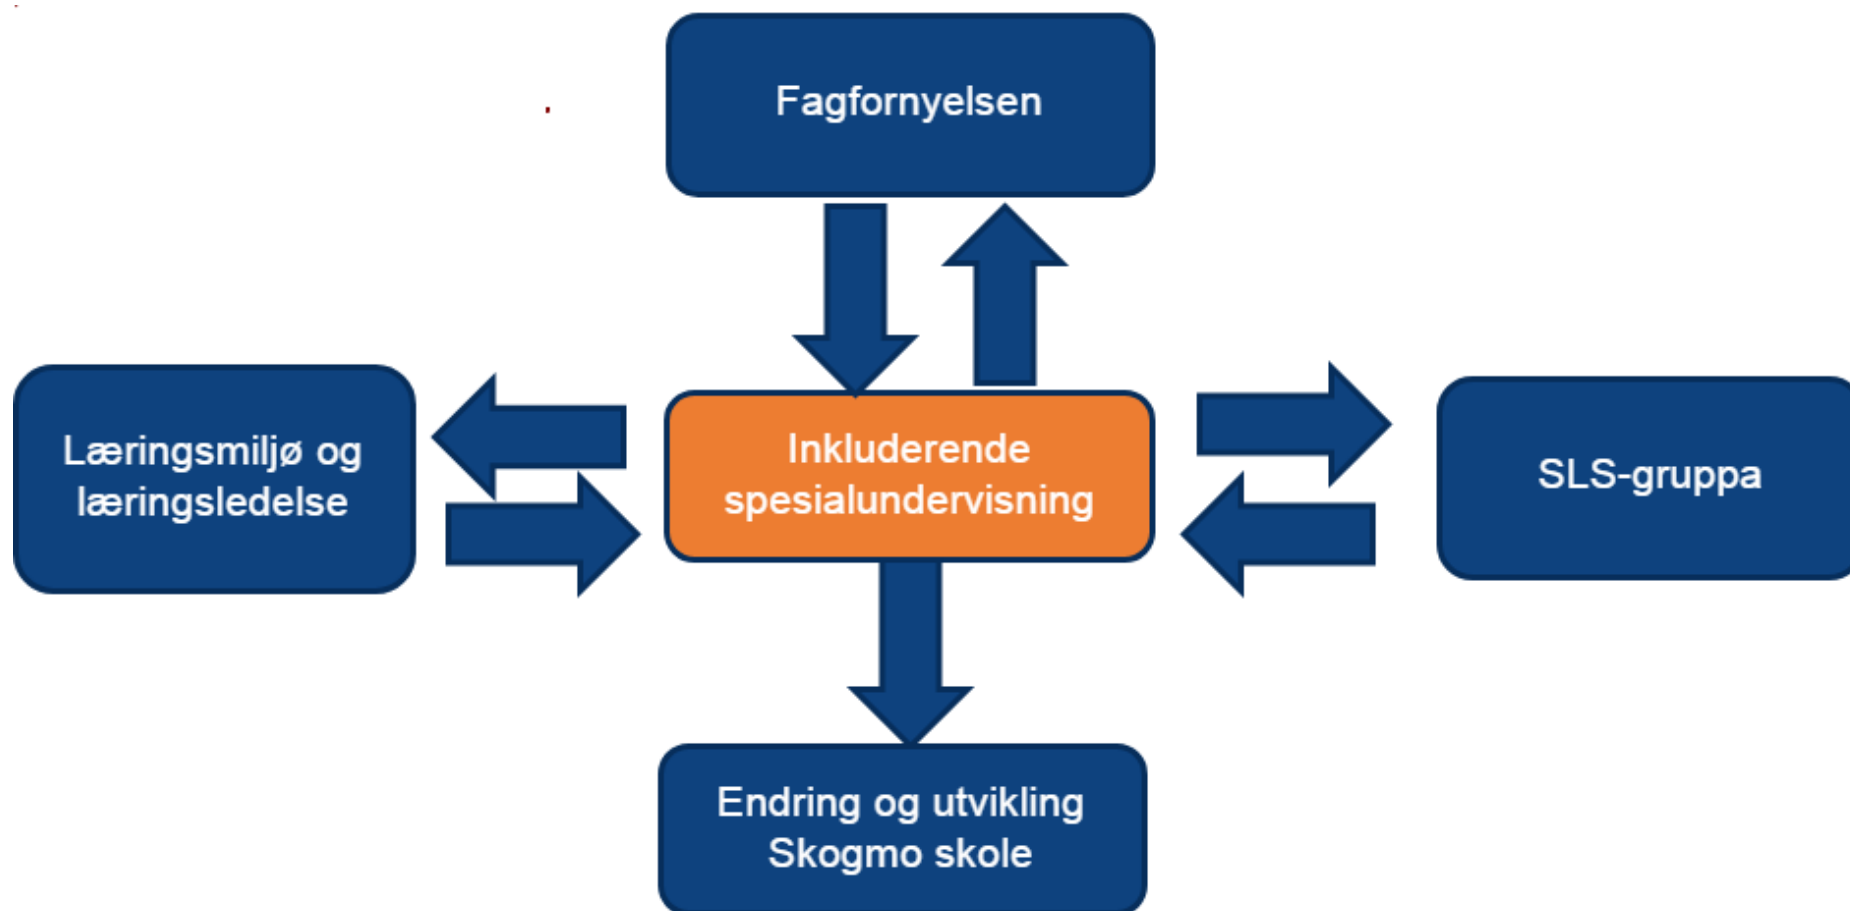 Fagfornyelsen
Læringsmiljø og
læringsledelse
Inkluderende
spesialundervisning
SLS-gruppa
Endring og utvikling
Skogmo skole